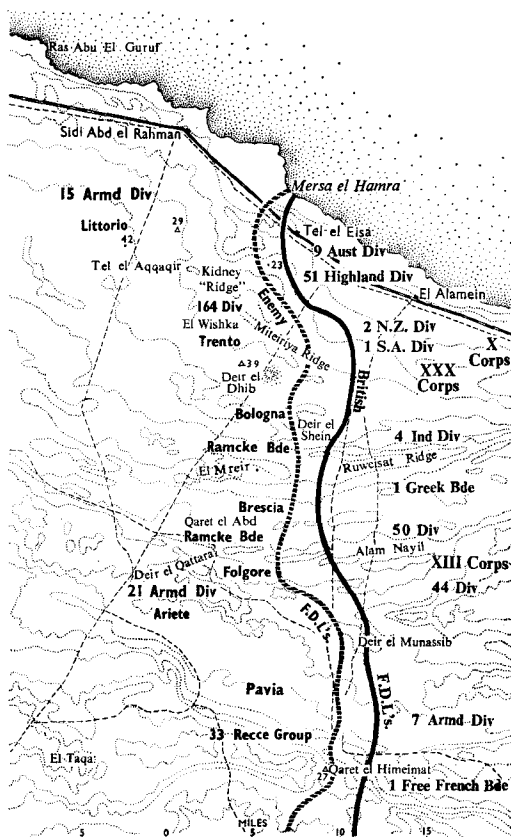 Ras Abu El Guruf
Sidi Abd el Rahman
Mersa el Hamra
15 Armd Div
Littorio
29
42
Tel el Aqqaqir
Tel el Eisa
9 Aust Div
23
51 Highland Div
Kidney
"Ridge"
El Alamein
164 Div
Enemy
El Wishka
Trento
Miteiriya Ridge
2 N.Z. Div
1 S.A. Div
X
Corps
XXX
Corps
39
Deir el
Dhib
British
Bologna
Deir el
Shein
Ramcke Bde
4 Ind Div
El Mreir
Ruweisat Ridge
Brescia
1 Greek Bde
Qaret el Abd
Ramcke Bde
50 Div
Alam Nayil
Deir el Qattara
Folgore
XIII Corps
21 Armd Div
44 Div
Ariete
F.D.L's.
Deir el Munassib
Pavia
F.D.L's.
33 Recce Group
7 Armd Div
El Taqa
Qaret el Himeimat
1 Free French Bde
MILES
5 0 5 10 15